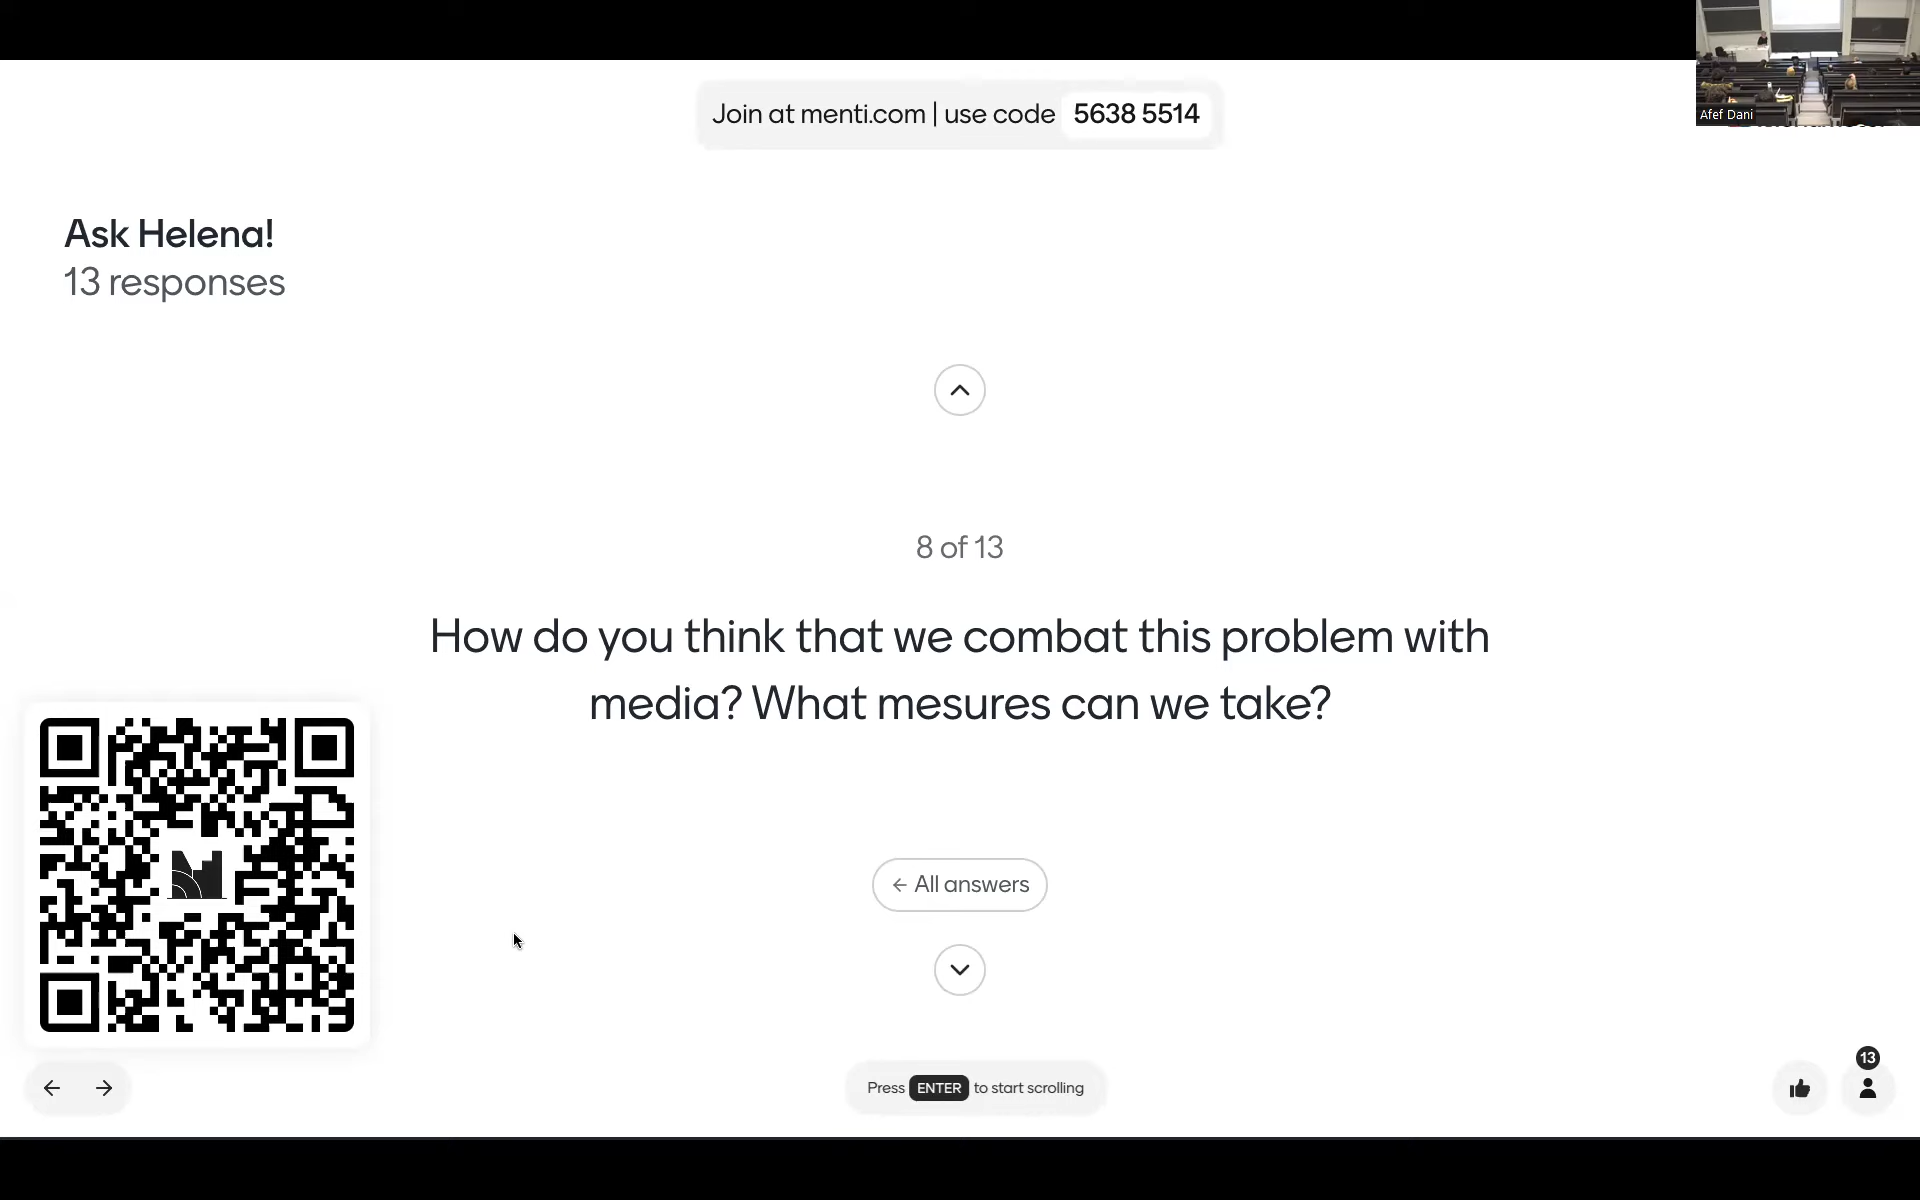 Join at menti.com | use code 5638 5514
Afef Dani
Ask Helena!
13 responses
8 of 13
How do you think that we combat this problem with
media? What mesures can we take?
← All answers
Press ENTER to start scrolling
13